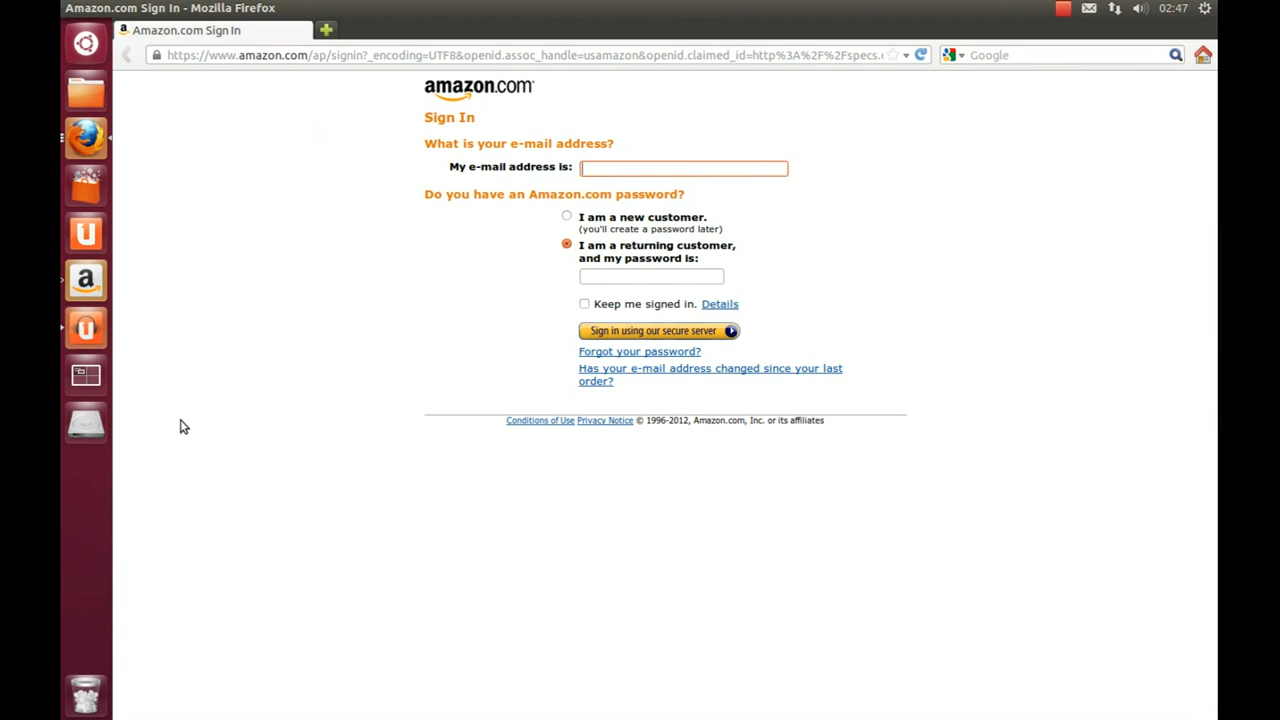 Amazon.com Sign In - Mozilla Firefox
02:47
Amazon.com Sign In
https://www.amazon.com/ap/signin?_encoding=UTF8&openid.assoc_handle=usamazon&openid.claimed_id=http%3A%2F%2Fspecs.
Google
amazon.com
Sign In
What is your e-mail address?
My e-mail address is:
Do you have an Amazon.com password?
I am a new customer.
(you'll create a password later)
I am a returning customer,
and my password is:
Keep me signed in. Details
Sign in using our secure server
Forgot your password?
Has your e-mail address changed since your last
order?
Conditions of Use Privacy Notice © 1996-2012, Amazon.com, Inc. or its affiliates